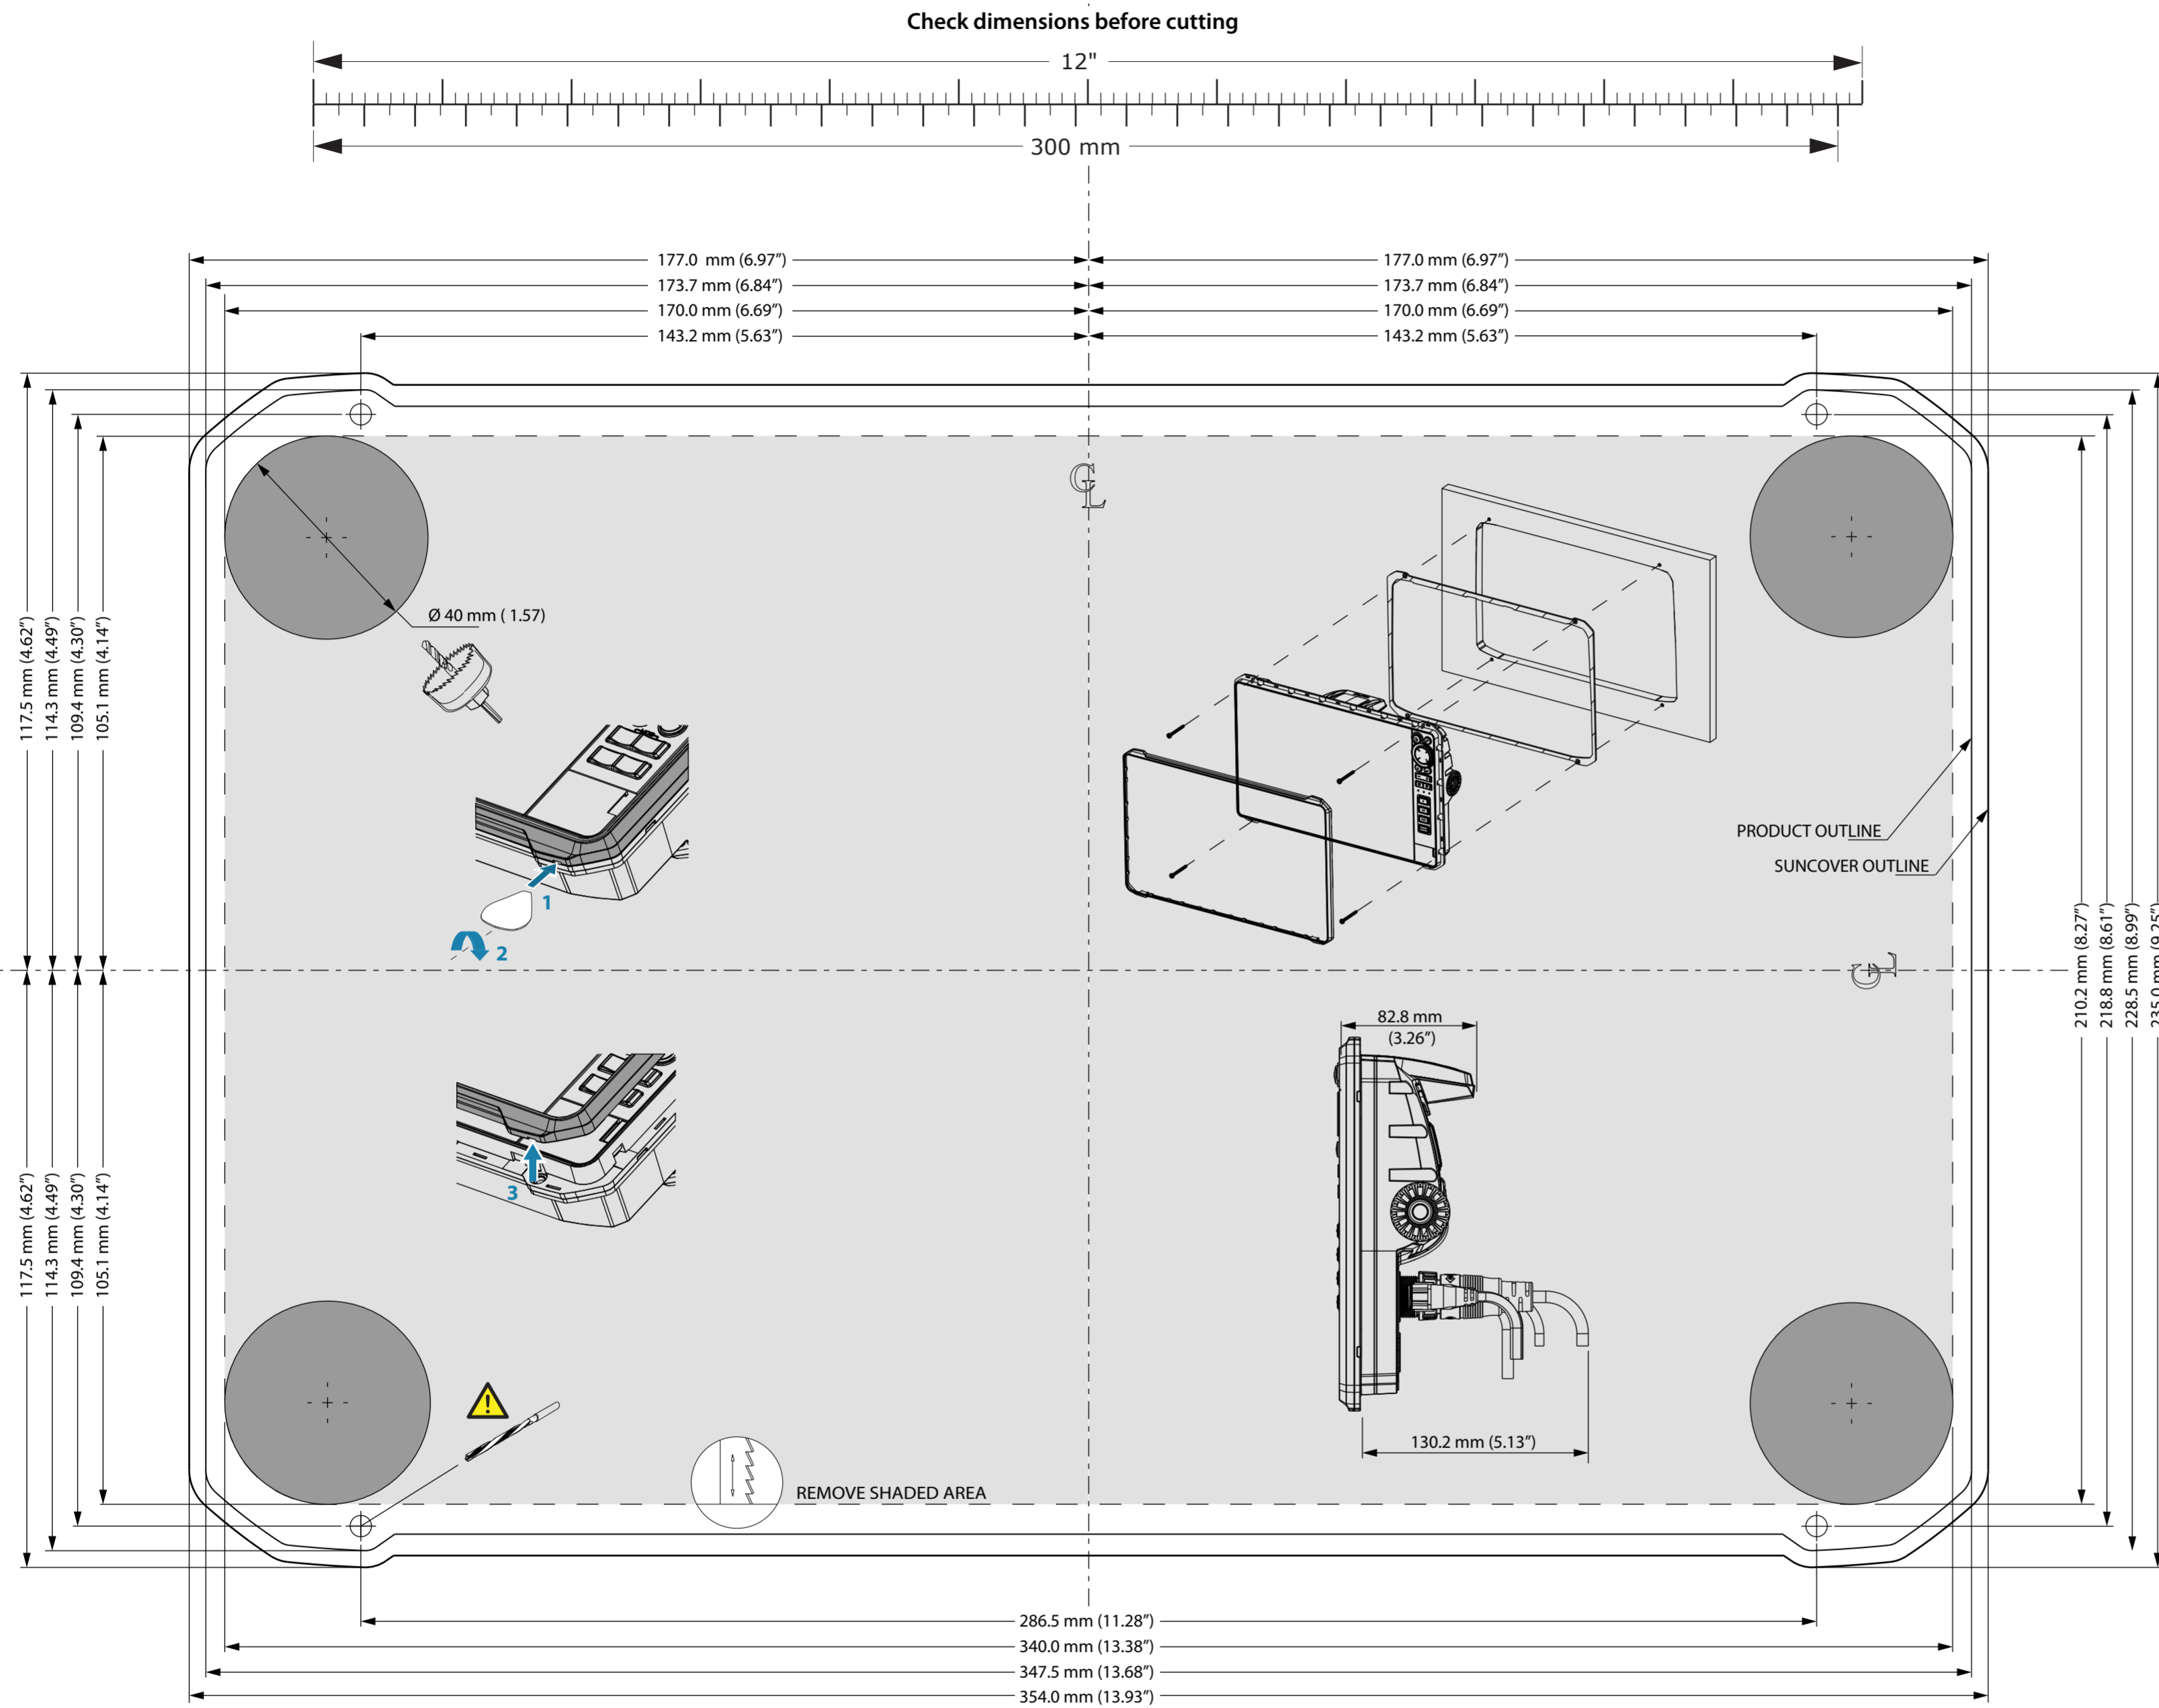 Check dimensions before cutting
12"
300 mm
177.0 mm (6.97″)
177.0 mm (6.97″)
173.7 mm (6.84″)
173.7 mm (6.84″)
170.0 mm (6.69″)
170.0 mm (6.69″)
143.2 mm (5.63″)
143.2 mm (5.63″)
CL
Ø 40 mm ( 1.57)
117.5 mm (4.62″)
114.3 mm (4.49″)
109.4 mm (4.30″)
105.1 mm (4.14″)
PRODUCT OUTLINE
SUNCOVER OUTLINE
1
2
CL
210.2 mm (8.27″)
218.8 mm (8.61″)
228.5 mm (8.99″)
235.0 mm (9.25″)
82.8 mm
(3.26″)
3
117.5 mm (4.62″)
114.3 mm (4.49″)
109.4 mm (4.30″)
105.1 mm (4.14″)
130.2 mm (5.13″)
REMOVE SHADED AREA
286.5 mm (11.28″)
340.0 mm (13.38″)
347.5 mm (13.68″)
354.0 mm (13.93″)